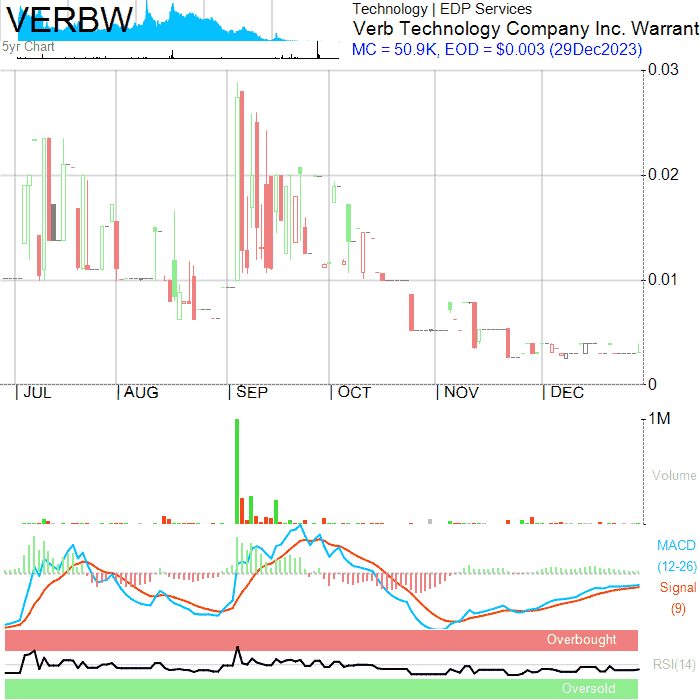 VERBW
5yr Chart
Technology | EDP Services
Verb Technology Company Inc. Warrant
MC = 50.9K, EOD = $0.003 (29Dec2023)
0.03
0.02
0.01
0
JUL
AUG
SEP
OCT
NOV
DEC
1M
Volume
MACD
(12-26)
Signal
(9)
Overbought
RSI(14)
Oversold